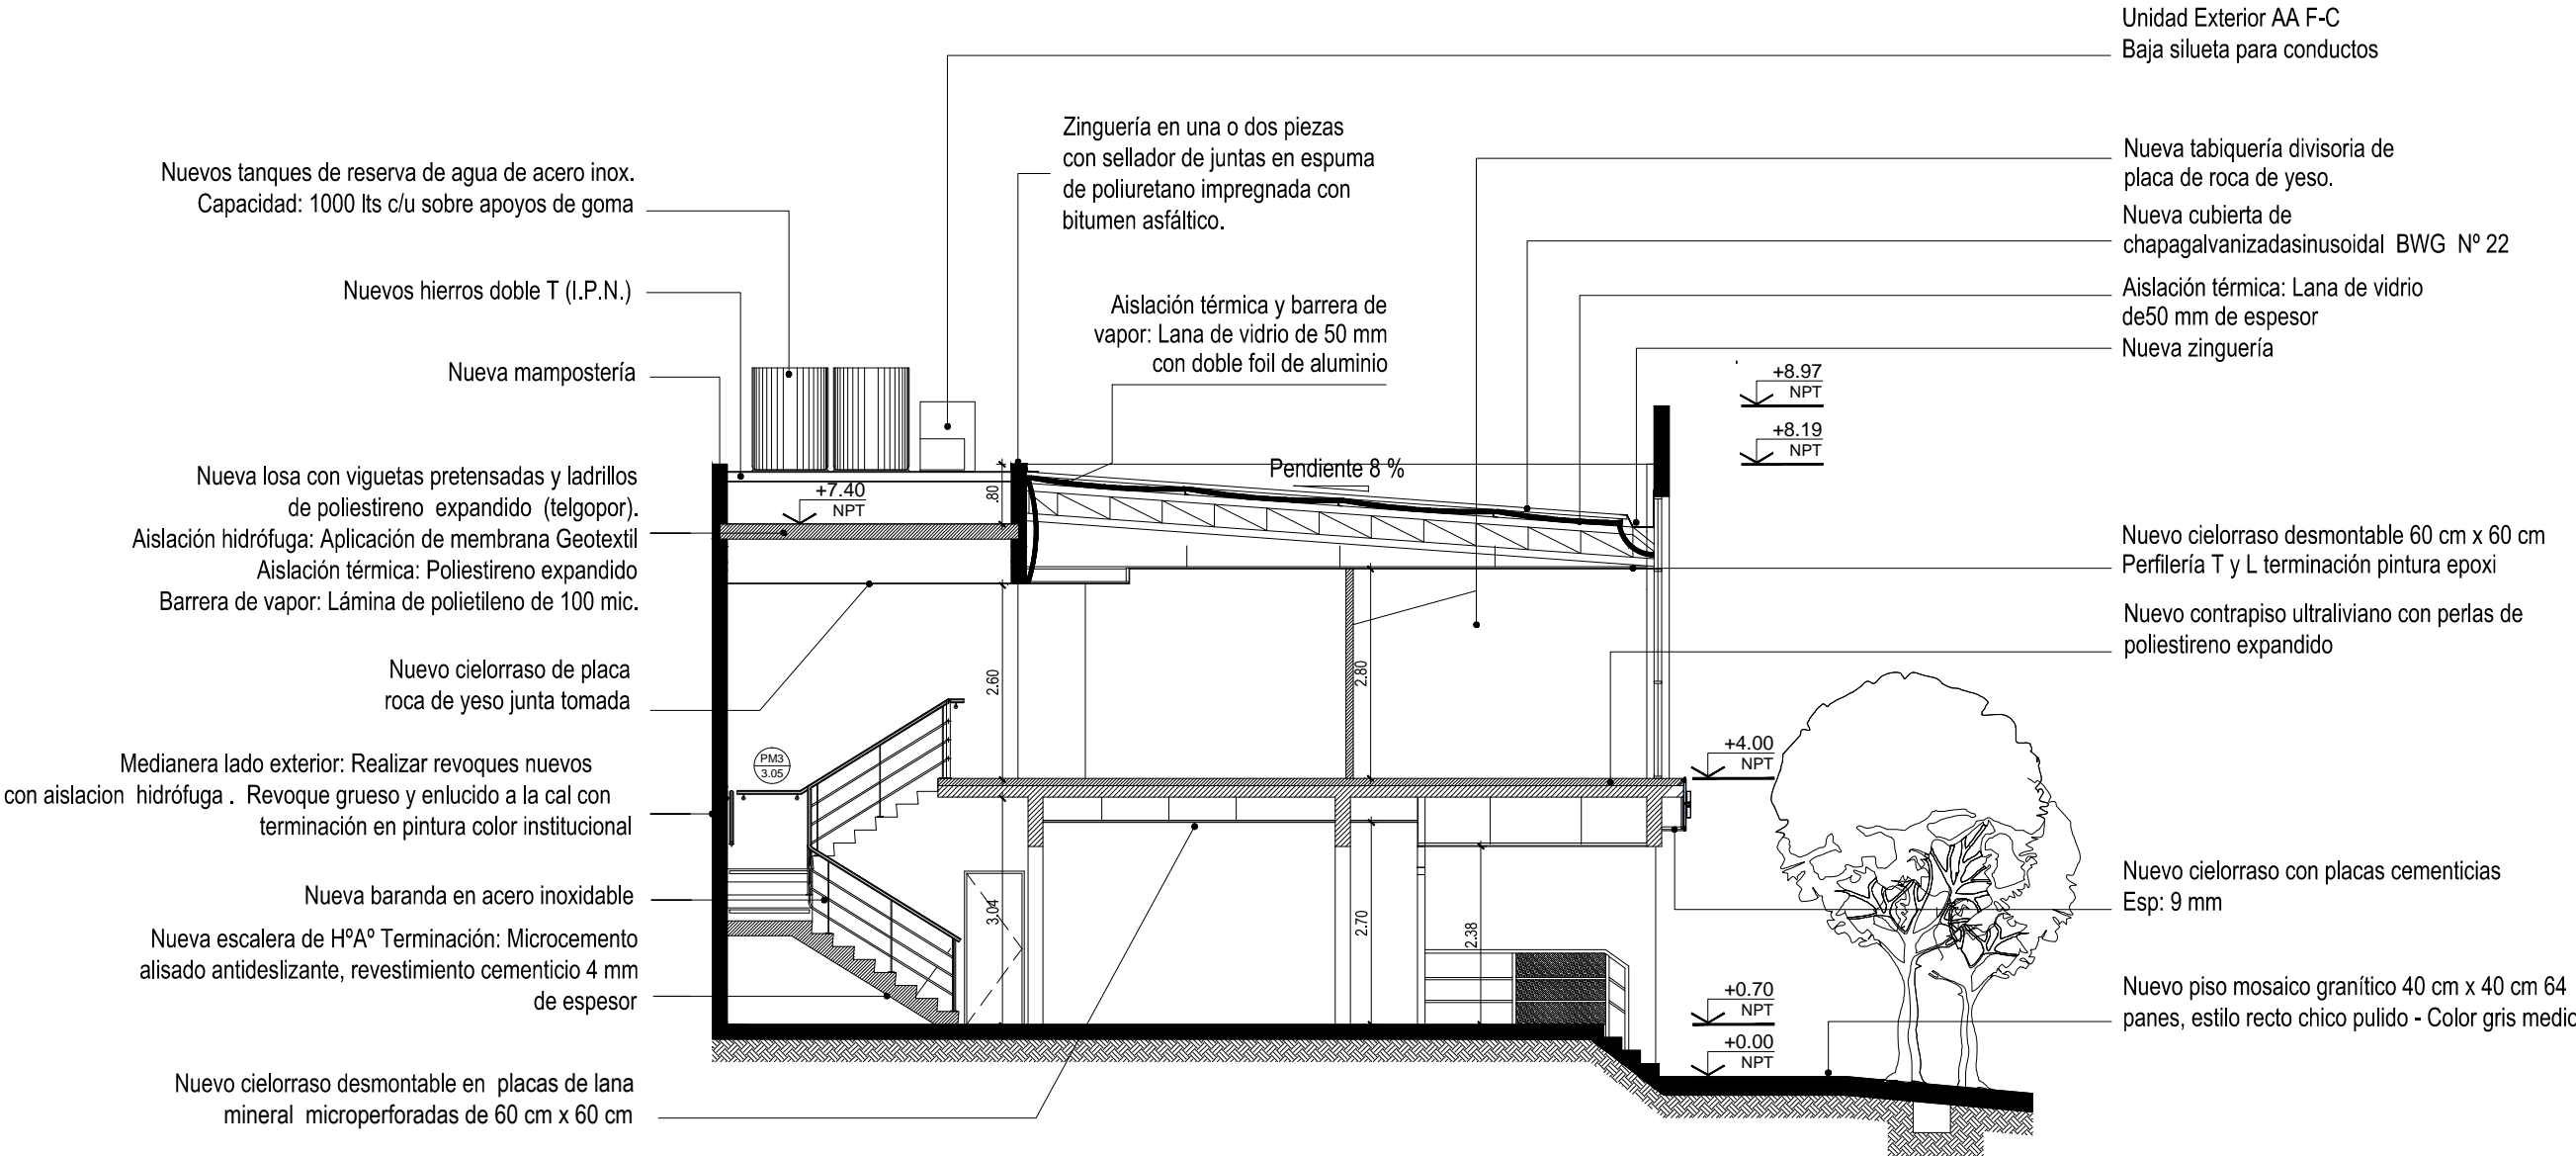 Unidad Exterior AA F-C
Baja silueta para conductos
Zinguería en una o dos piezas
con sellador de juntas en espuma
de poliuretano impregnada con
bitumen asfáltico.
Nuevos tanques de reserva de agua de acero inox.
Capacidad: 1000 lts c/u sobre apoyos de goma
Nueva tabiquería divisoria de
placa de roca de yeso.
Nueva cubierta de
chapagalvanizadasinusoidal BWG Nº 22
Nuevos hierros doble T (I.P.N.)
Aislación térmica y barrera de
vapor: Lana de vidrio de 50 mm
con doble foil de aluminio
Aislación térmica: Lana de vidrio
de50 mm de espesor
Nueva zinguería
Nueva mampostería
+8.97
NPT
+8.19
NPT
Pendiente 8 %
Nueva losa con viguetas pretensadas y ladrillos
de poliestireno expandido (telgopor).
Aislación hidrófuga: Aplicación de membrana Geotextil
Aislación térmica: Poliestireno expandido
Barrera de vapor: Lámina de polietileno de 100 mic.
+7.40
NPT
.80
Nuevo cielorraso desmontable 60 cm x 60 cm
Perfilería T y L terminación pintura epoxi
Nuevo contrapiso ultraliviano con perlas de
poliestireno expandido
Nuevo cielorraso de placa
roca de yeso junta tomada
2.60
2.80
PM3
3.05
+4.00
NPT
Medianera lado exterior: Realizar revoques nuevos
con aislacion hidrófuga . Revoque grueso y enlucido a la cal con
terminación en pintura color institucional
Nueva baranda en acero inoxidable
Nuevo cielorraso con placas cementicias
Esp: 9 mm
3.04
2.70
2.38
Nueva escalera de HºAº Terminación: Microcemento
alisado antideslizante, revestimiento cementicio 4 mm
de espesor
+0.70
NPT
+0.00
NPT
Nuevo piso mosaico granítico 40 cm x 40 cm 64
panes, estilo recto chico pulido - Color gris medio
Nuevo cielorraso desmontable en placas de lana
mineral microperforadas de 60 cm x 60 cm